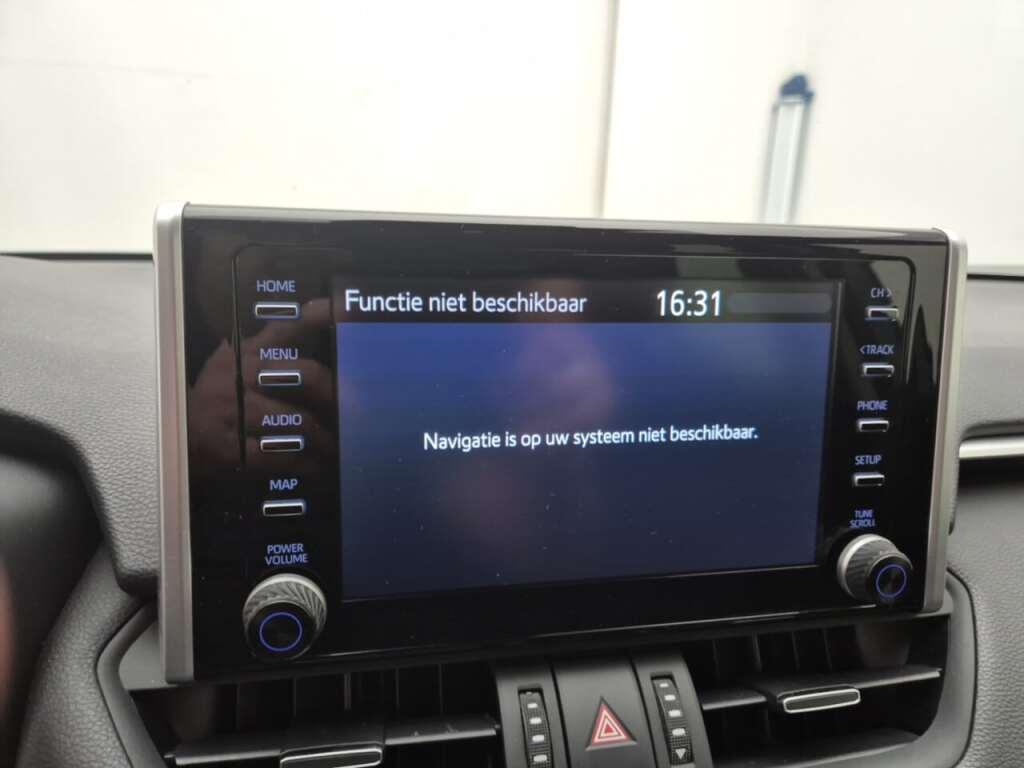 HOME
MENU
AUDIO
MAP
POWER
VOLUME
Functie niet beschikbaar 16:31
Navigatie is op uw systeem niet beschikbaar.
CH >
< TRACK
PHONE
SETUP
TUNE
SCROLL